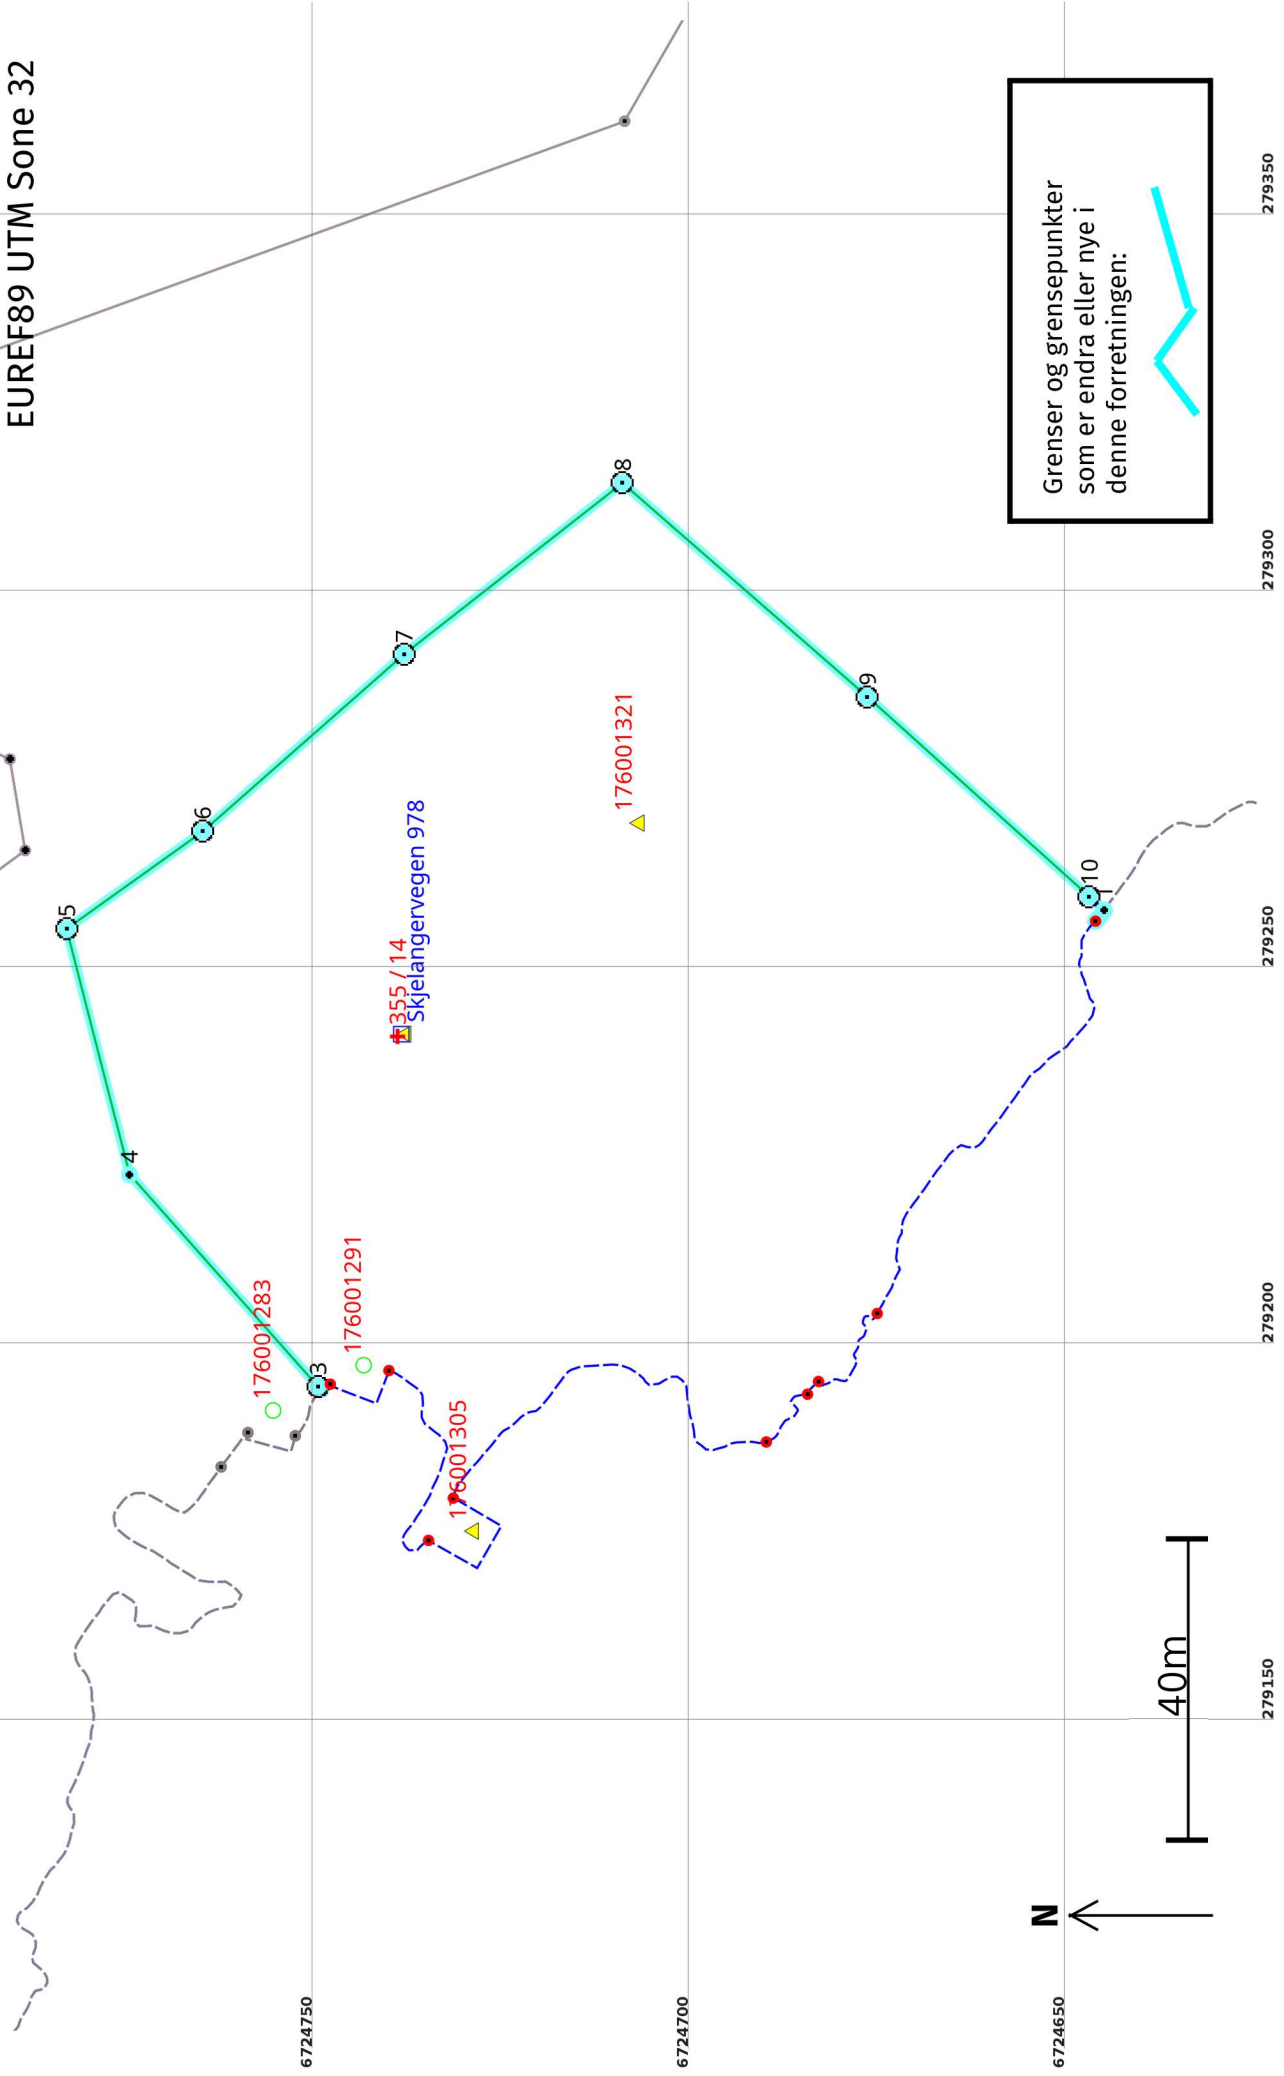 EUREF89 UTM Sone 32
5
4
6
176001283
3
176001291
7
355 / 14
Skjelangervegen 978
176001305
8
176001321
9
10
1
Grenser og grensepunkter
som er endra eller nye i
denne forretningen:
40m
N
6724750
6724700
6724650
279150
279200
279250
279300
279350